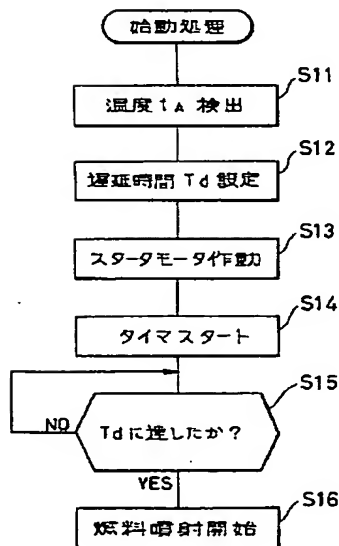 始動処理
S11
温度tA検出
S12
遅延時間Td設定
S13
スタータモータ作動
S14
タイマスタート
S15
Tdに達したか?
NO
YES
S16
燃料噴射開始